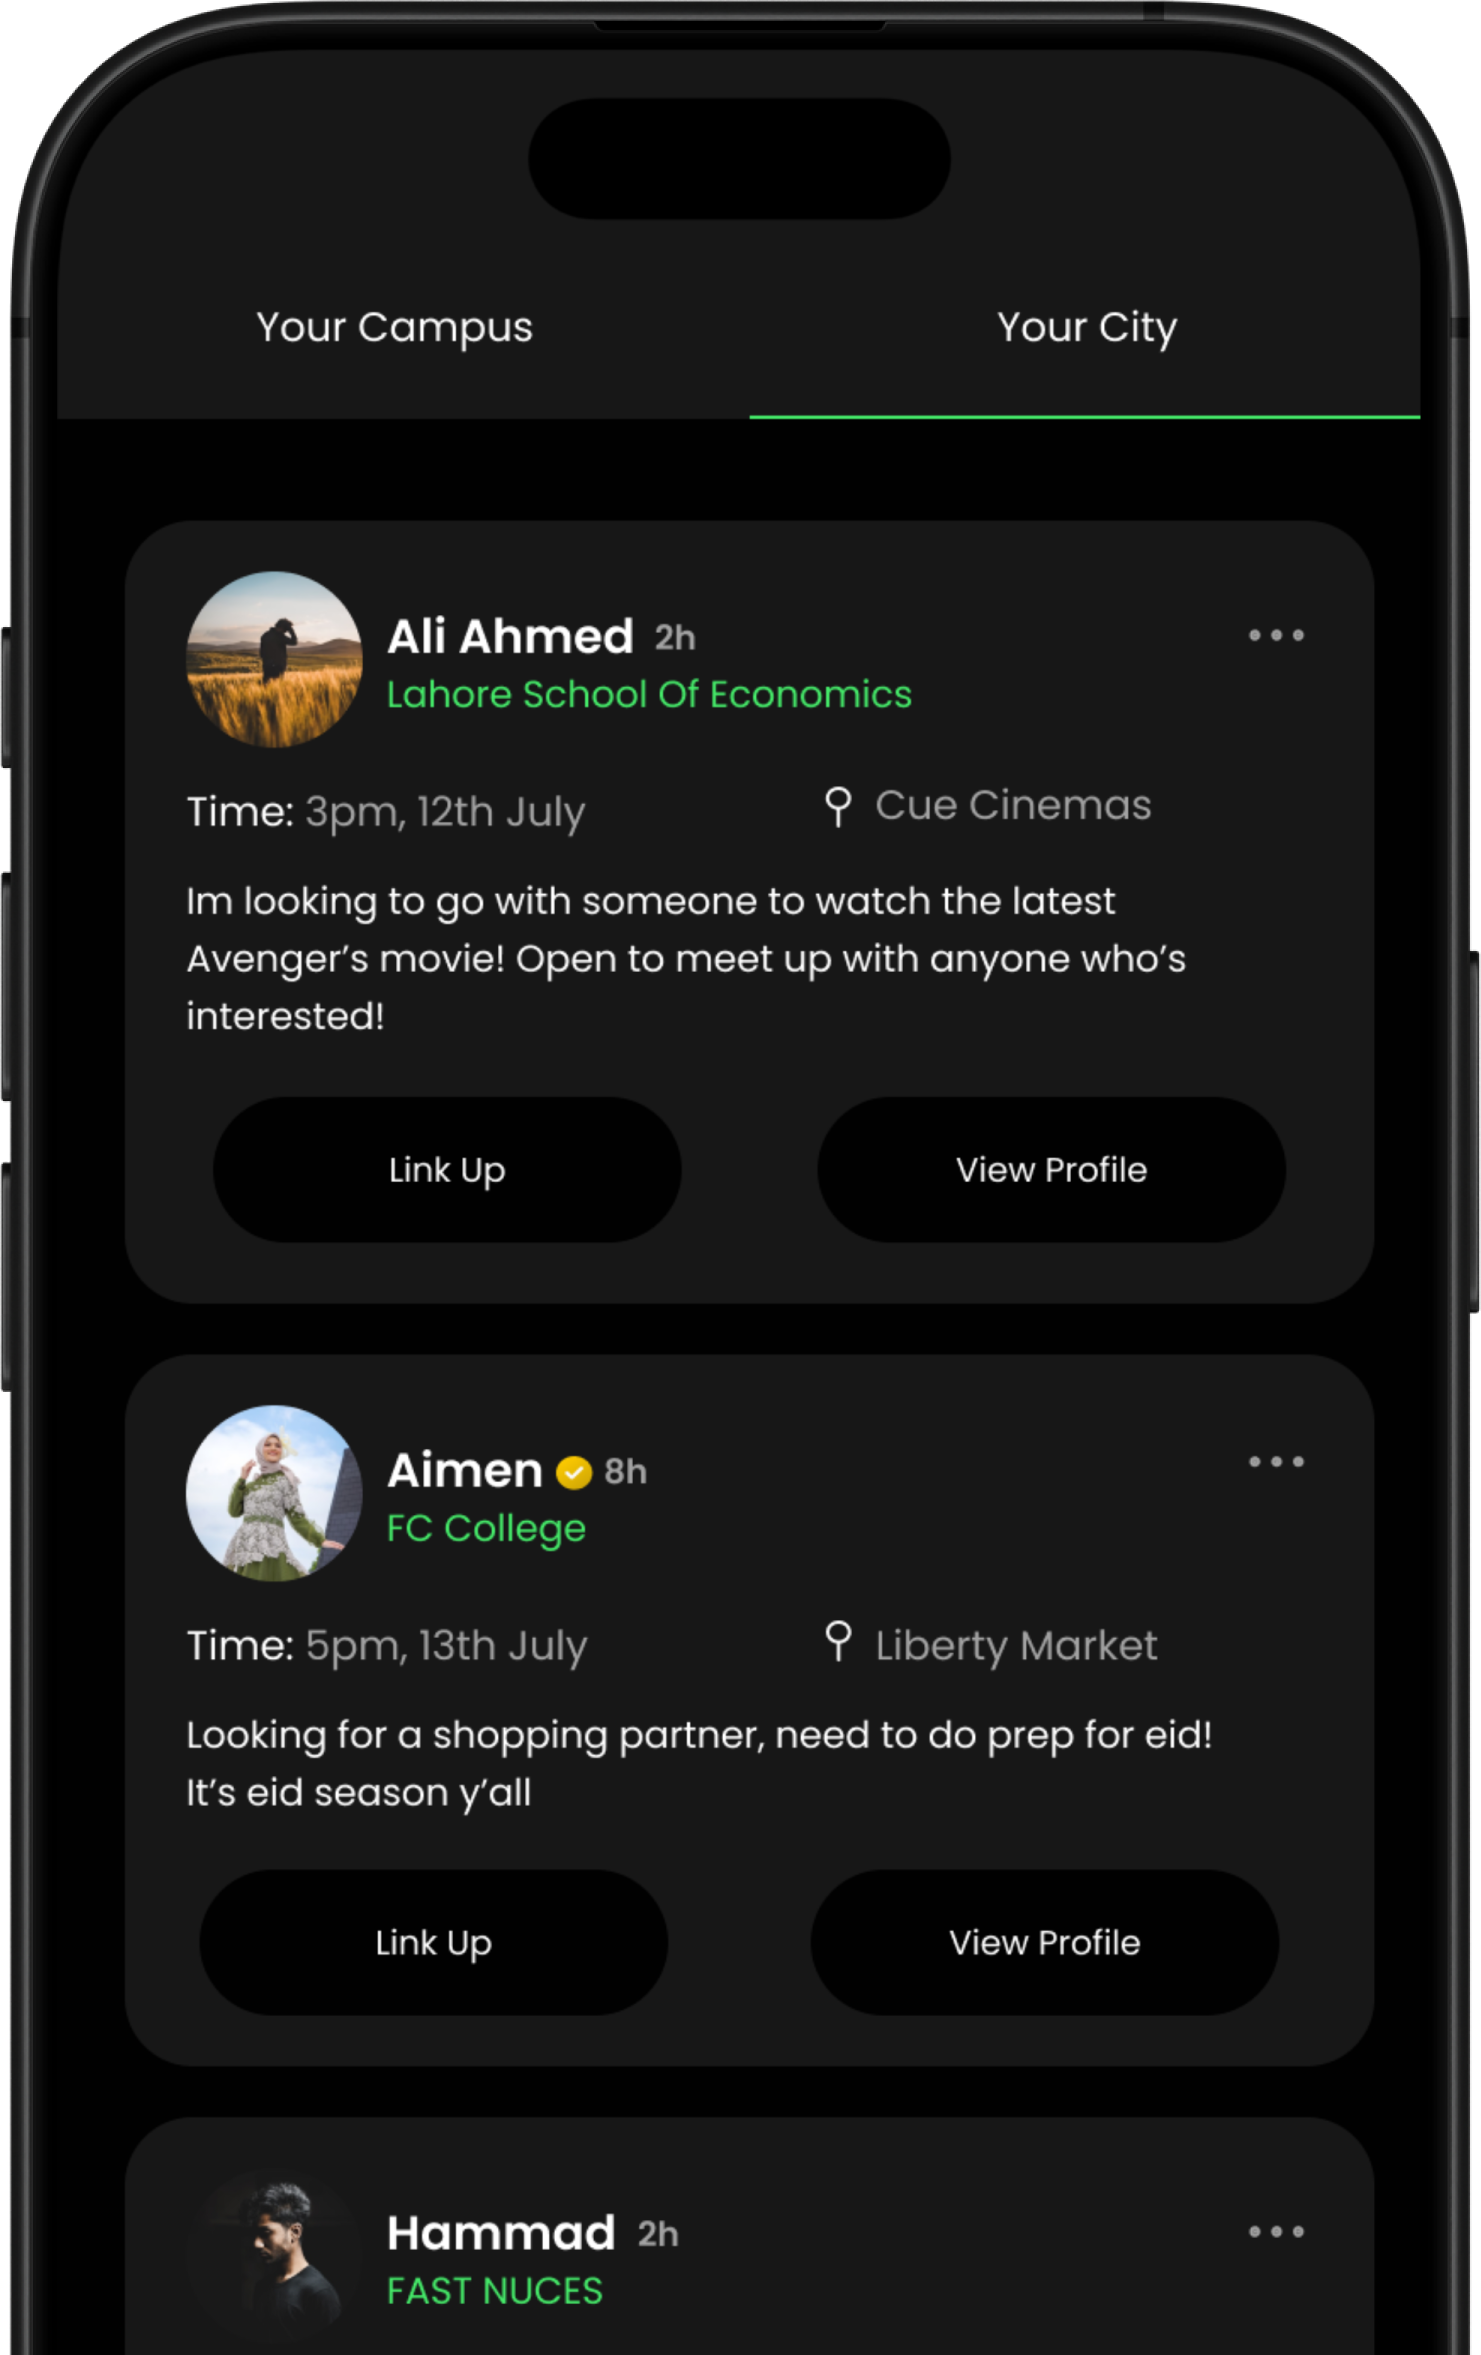 Your Campus
Your City
Ali Ahmed 2h
Lahore School Of Economics
Time: 3pm, 12th July
Cue Cinemas
Im looking to go with someone to watch the latest
Avenger’s movie! Open to meet up with anyone who’s
interested!
Link Up
View Profile
Aimen 8h
FC College
Time: 5pm, 13th July
Liberty Market
Looking for a shopping partner, need to do prep for eid!
It’s eid season y’all
Link Up
View Profile
Hammad 2h
FAST NUCES